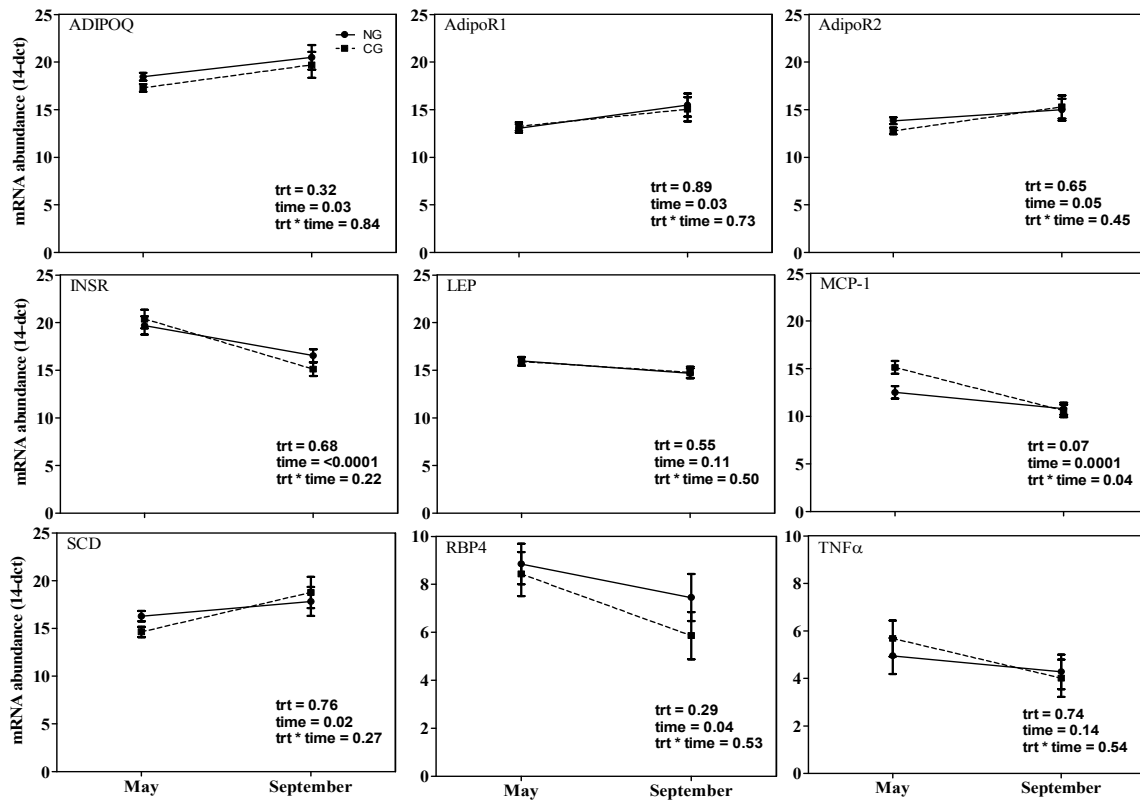 ADIPOQ
NG
CG
mRNA abundance (14-dct)
25
20
15
10
5
0
trt = 0.32
time = 0.03
trt * time = 0.84
AdipoR1
25
20
15
10
5
0
trt = 0.89
time = 0.03
trt * time = 0.73
AdipoR2
25
20
15
10
5
0
trt = 0.65
time = 0.05
trt * time = 0.45
INSR
mRNA abundance (14-dct)
25
20
15
10
5
0
trt = 0.68
time = <0.0001
trt * time = 0.22
LEP
25
20
15
10
5
0
trt = 0.55
time = 0.11
trt * time = 0.50
MCP-1
25
20
15
10
5
0
trt = 0.07
time = 0.0001
trt * time = 0.04
SCD
mRNA abundance (14-dct)
25
20
15
10
5
0
trt = 0.76
time = 0.02
trt * time = 0.27
May September
RBP4
10
8
6
4
2
0
trt = 0.29
time = 0.04
trt * time = 0.53
May September
TNFα
10
8
6
4
2
0
trt = 0.74
time = 0.14
trt * time = 0.54
May September